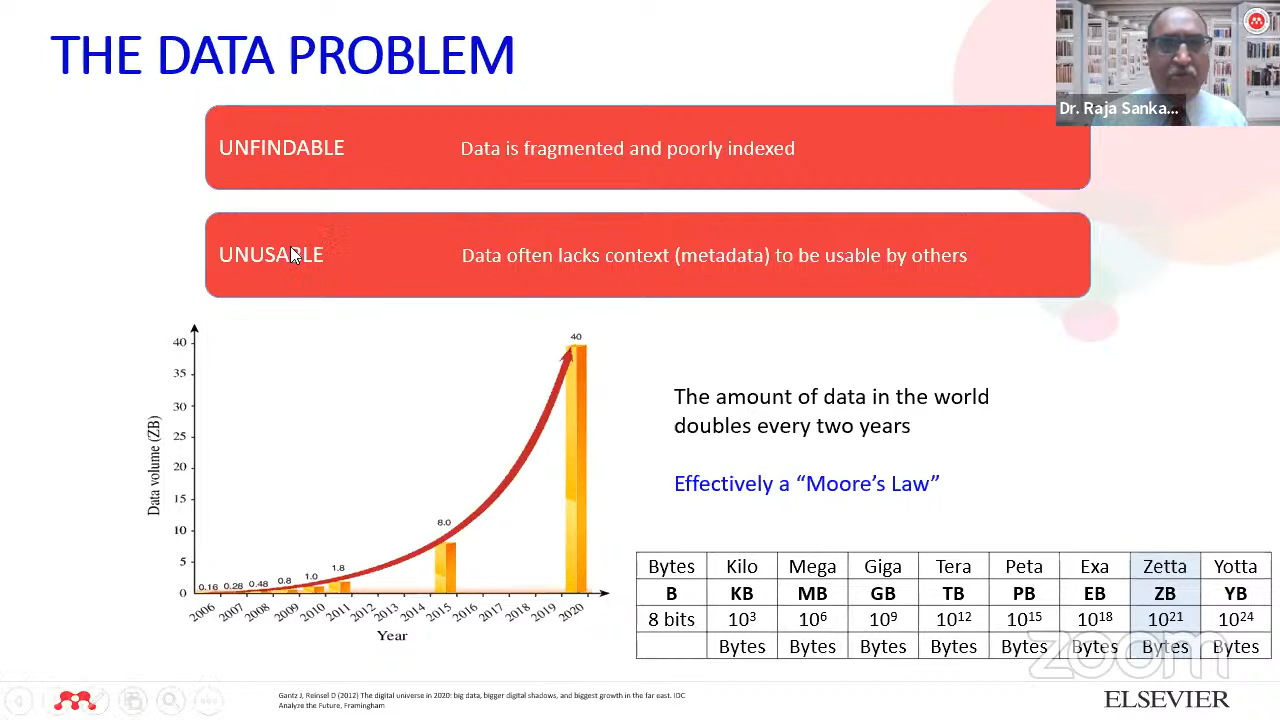 THE DATA PROBLEM
Dr. Raja Sanka...
UNFINDABLE Data is fragmented and poorly indexed
UNUSABLE Data often lacks context (metadata) to be usable by others
Data volume (ZB)
40
35
30
25
20
15
10
5
0
0.16 0.28 0.48 0.8 1.0 1.8 8.0 40
2006 2007 2008 2009 2010 2011 2012 2013 2014 2015 2016 2017 2018 2019 2020
Year
The amount of data in the world
doubles every two years
Effectively a “Moore’s Law”
Bytes Kilo Mega Giga Tera Peta Exa Zetta Yotta
B KB MB GB TB PB EB ZB YB
8 bits 10³ 10⁶ 10⁹ 10¹² 10¹⁵ 10¹⁸ 10²¹ 10²⁴
Bytes Bytes Bytes Bytes Bytes Bytes Bytes Bytes
zoom
Gantz J, Reinsel D (2012) The digital universe in 2020: big data, bigger digital shadows, and biggest growth in the far east. IDC
Analyze the Future, Framingham
ELSEVIER